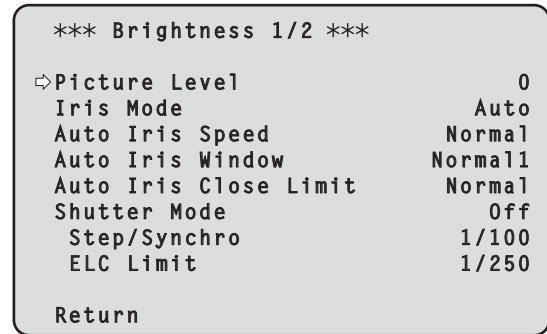 *** Brightness 1/2 ***
⇨Picture Level 0
Iris Mode Auto
Auto Iris Speed Normal
Auto Iris Window Normal1
Auto Iris Close Limit Normal
Shutter Mode Off
Step/Synchro 1/100
ELC Limit 1/250
Return